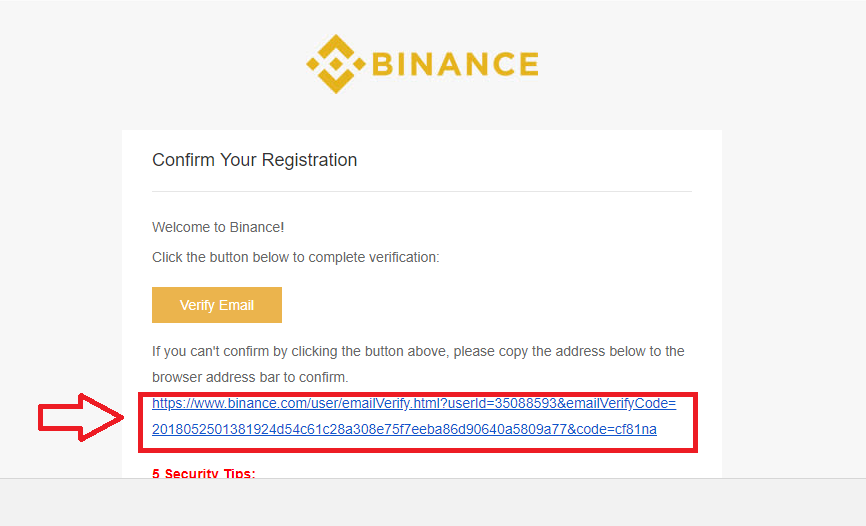 BINANCE
Confirm Your Registration
Welcome to Binance!
Click the button below to complete verification:
Verify Email
If you can't confirm by clicking the button above, please copy the address below to the
browser address bar to confirm.
https://www.binance.com/user/emailVerify.html?userId=35088593&emailVerifyCode=
2018052501381924d54c61c28a308e75f7eeba86d90640a5809a77&code=cf81na
5 Security Tips: